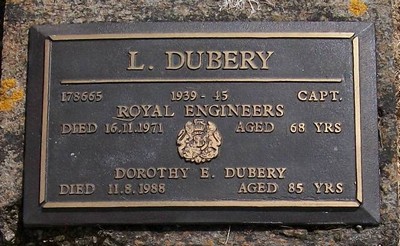 L. DUBERY
178665 1939 - 45 CAPT.
ROYAL ENGINEERS
DIED 16.11.1971 AGED 68 YRS
DOROTHY E. DUBERY
DIED 11.8.1988 AGED 85 YRS